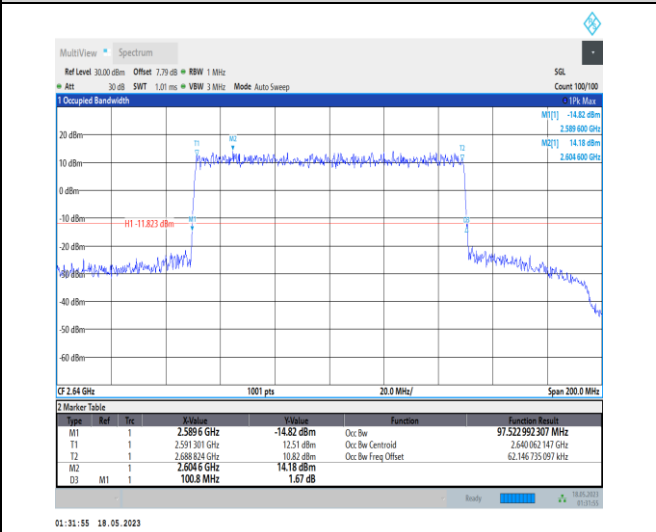 MultiView Spectrum
Ref Level 30.00 dBm Offset 7.79 dB RBW 1 MHz SGL
Att 30 dB SWT 1.01 ms VBW 3 MHz Mode Auto Sweep Count 100/100
1 Occupied Bandwidth 1Pk Max
M1[1] -14.82 dBm
2.589 600 GHz
M2[1] 14.18 dBm
2.604 600 GHz
20 dBm
T1 M2 T2
10 dBm
0 dBm
-10 dBm
H1 -11.823 dBm M1 D3
-20 dBm
-30 dBm
-40 dBm
-50 dBm
-60 dBm
CF 2.64 GHz 1001 pts 20.0 MHz/ Span 200.0 MHz
2 Marker Table
Type Ref Trc X-Value Y-Value Function Function Result
M1 1 2.5896 GHz -14.82 dBm Occ Bw 97.522 992 307 MHz
T1 1 2.591 301 GHz 12.51 dBm Occ Bw Centroid 2.640 062 147 GHz
T2 1 2.688 824 GHz 10.82 dBm Occ Bw Freq Offset 62.146 735 097 kHz
M2 1 2.6046 GHz 14.18 dBm
D3 M1 1 100.8 MHz 1.67 dB
Ready 18.05.2023
01:31:55
01:31:55 18.05.2023